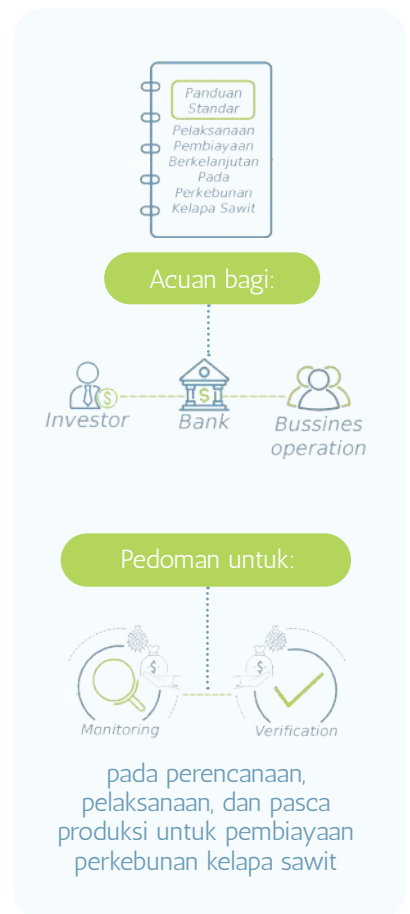 Panduan
Standar
Pelaksanaan
Pembiayaan
Berkelanjutan
Pada
Perkebunan
Kelapa Sawit
Acuan bagi:
Investor
Bank
Bussines
operation
Pedoman untuk:
Monitoring
Verification
pada perencanaan,
pelaksanaan, dan pasca
produksi untuk pembiayaan
perkebunan kelapa sawit